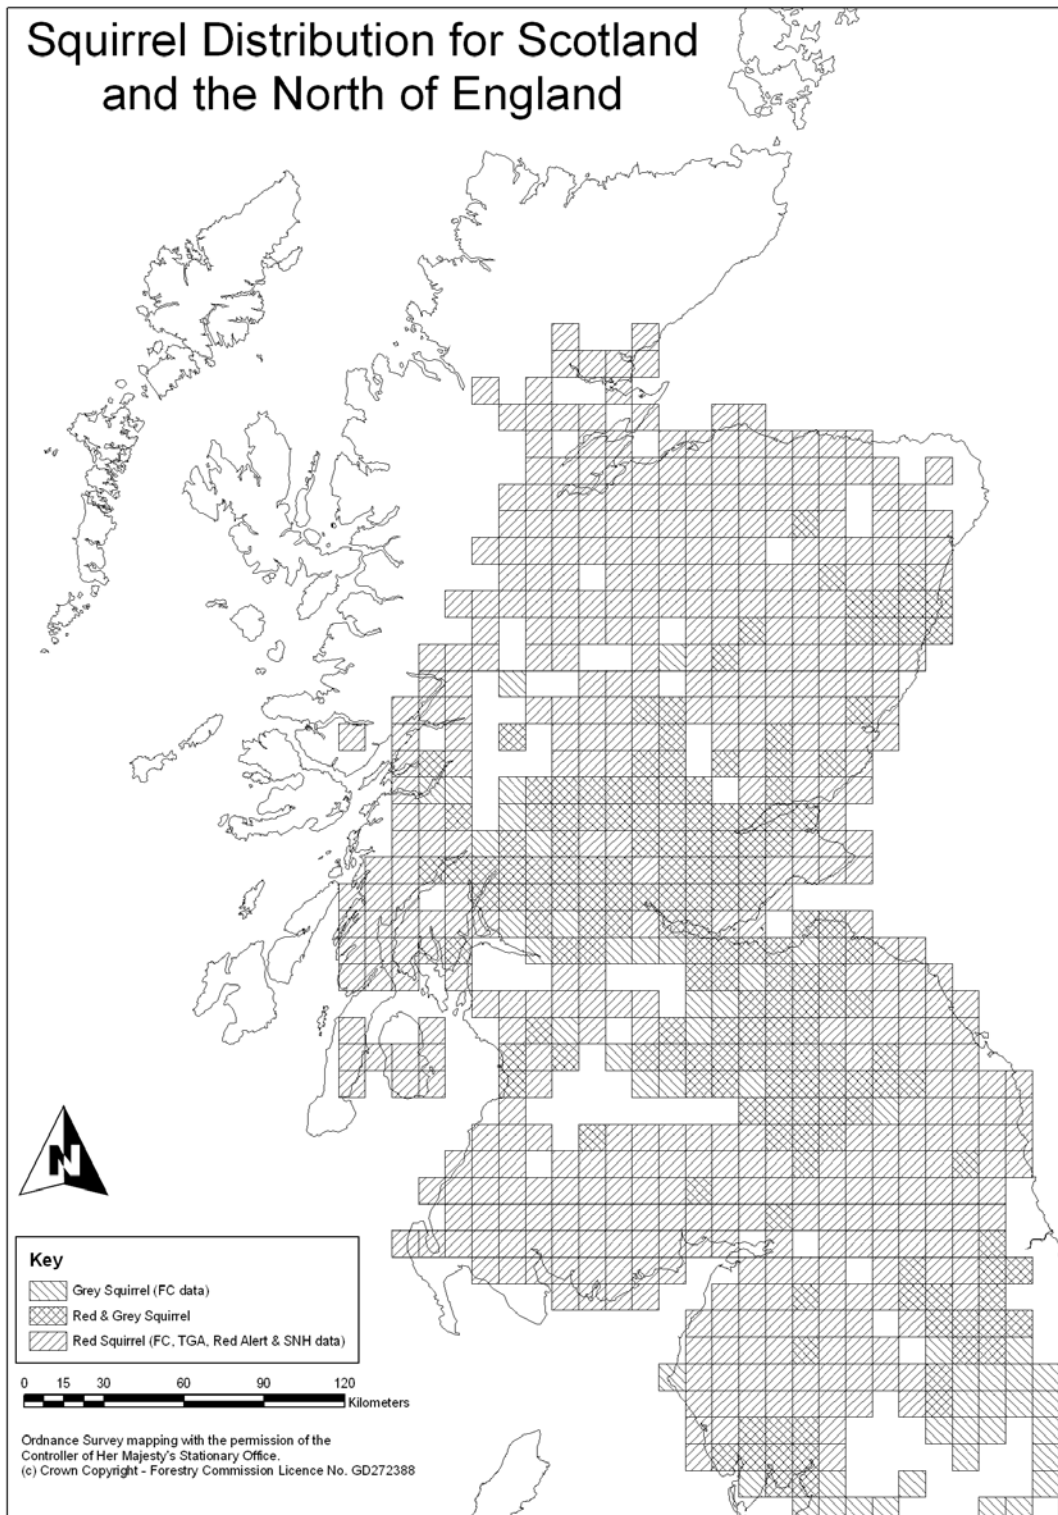 Squirrel Distribution for Scotland
and the North of England
N
Key
Grey Squirrel (FC data)
Red & Grey Squirrel
Red Squirrel (FC, TGA, Red Alert & SNH data)
0 15 30 60 90 120
Kilometers
Ordnance Survey mapping with the permission of the
Controller of Her Majesty's Stationary Office.
(c) Crown Copyright - Forestry Commission Licence No. GD272388